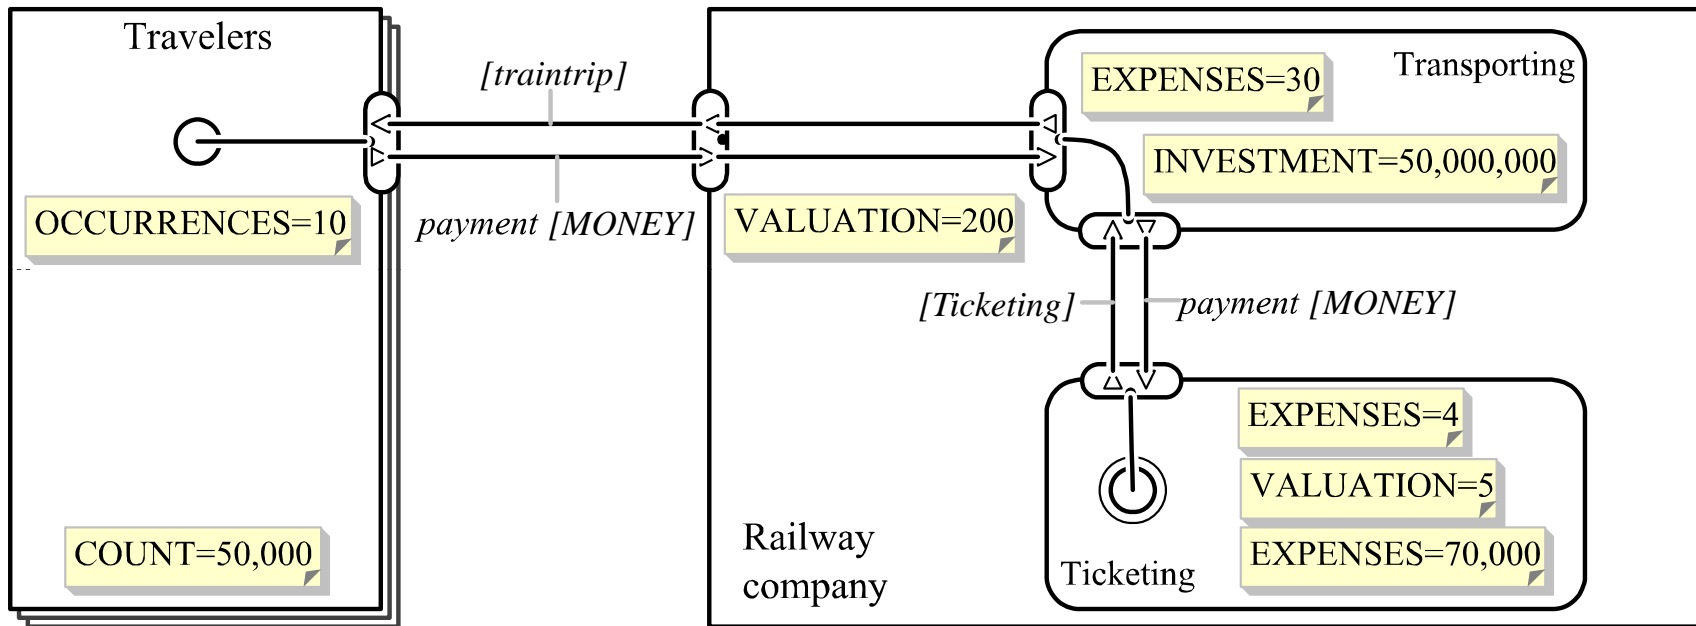 Travelers
OCCURRENCES=10
COUNT=50,000
[traintrip]
payment [MONEY]
VALUATION=200
Railway
company
EXPENSES=30
Transporting
INVESTMENT=50,000,000
[Ticketing]
payment [MONEY]
EXPENSES=4
VALUATION=5
EXPENSES=70,000
Ticketing